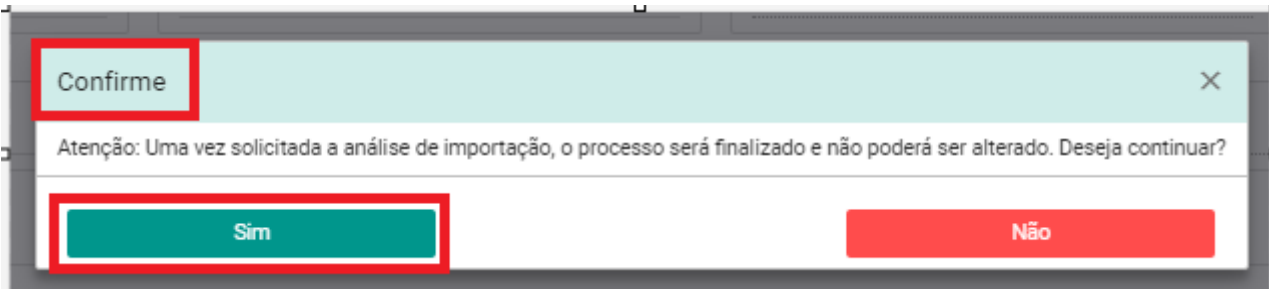 Confirme
Atenção: Uma vez solicitada a análise de importação, o processo será finalizado e não poderá ser alterado. Deseja continuar?
Sim
Não